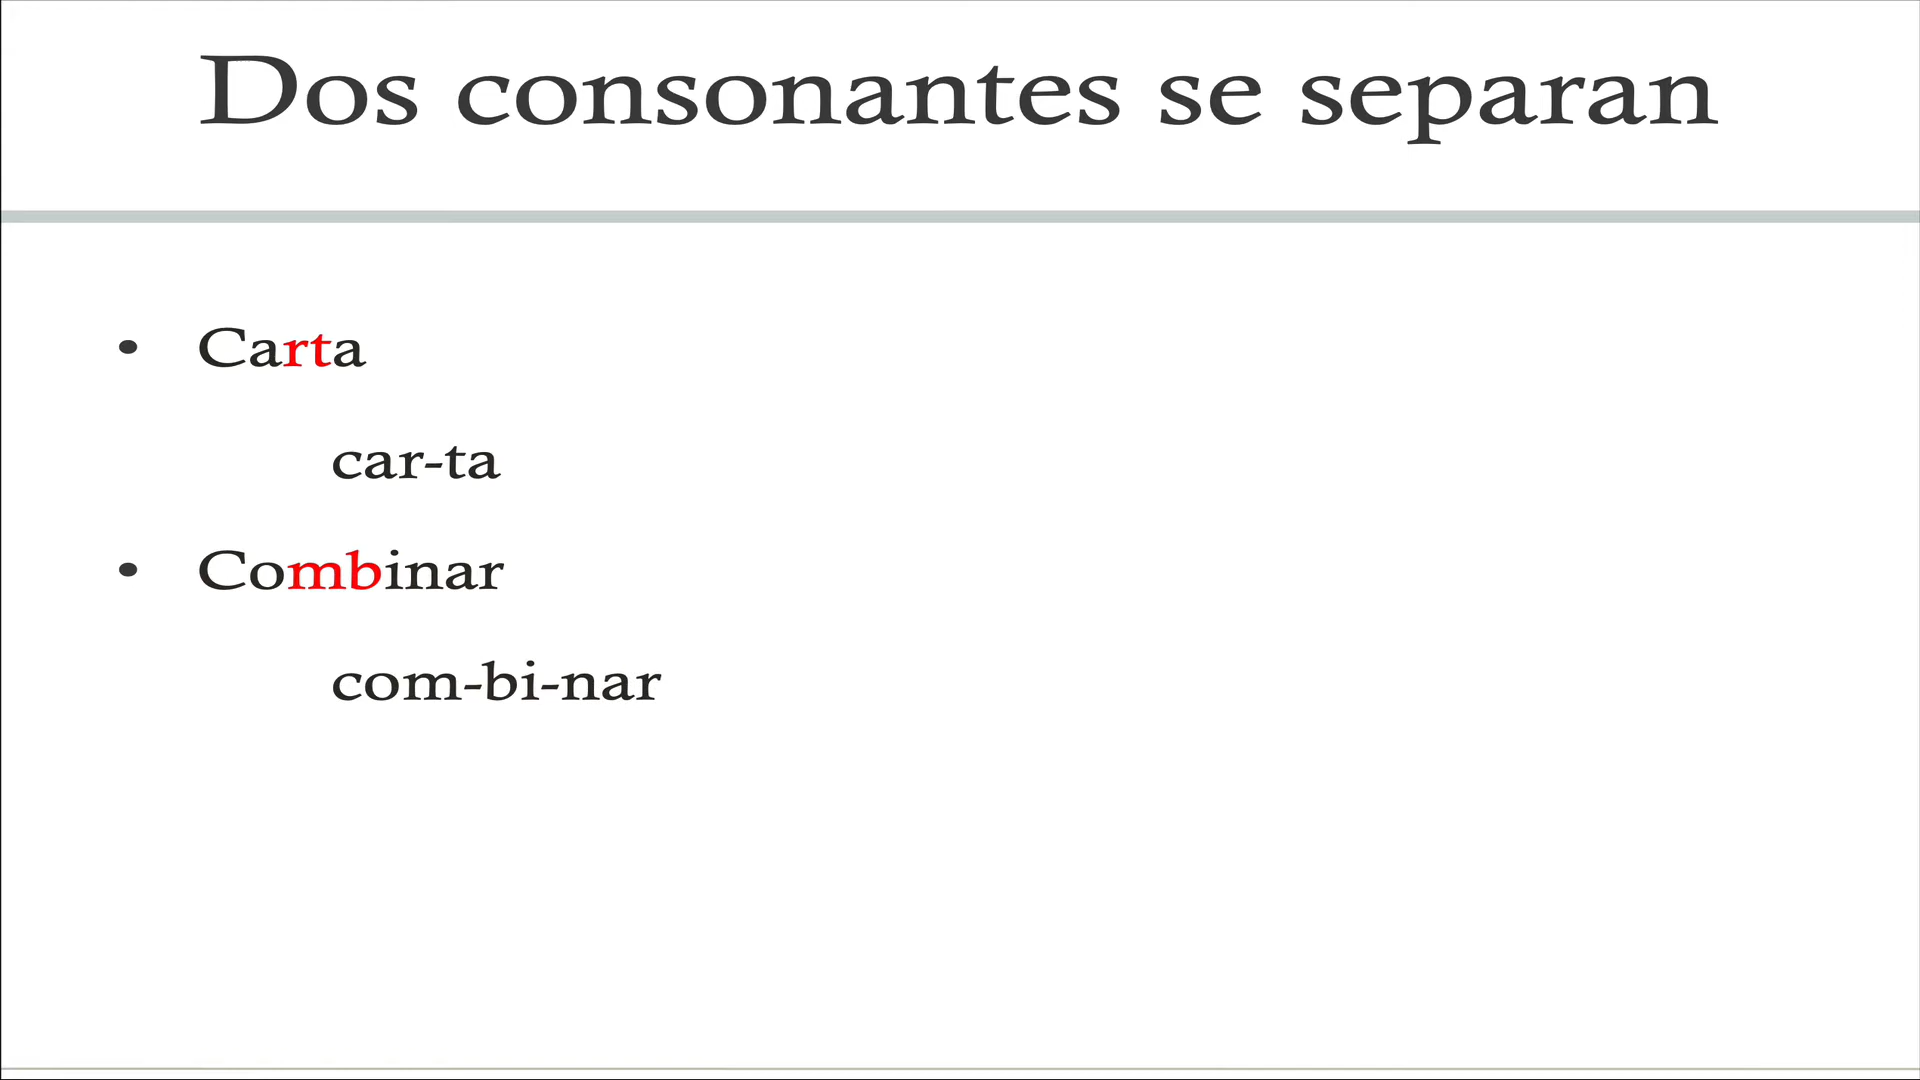 Dos consonantes se separan
• Carta
car-ta
• Combinar
com-bi-nar